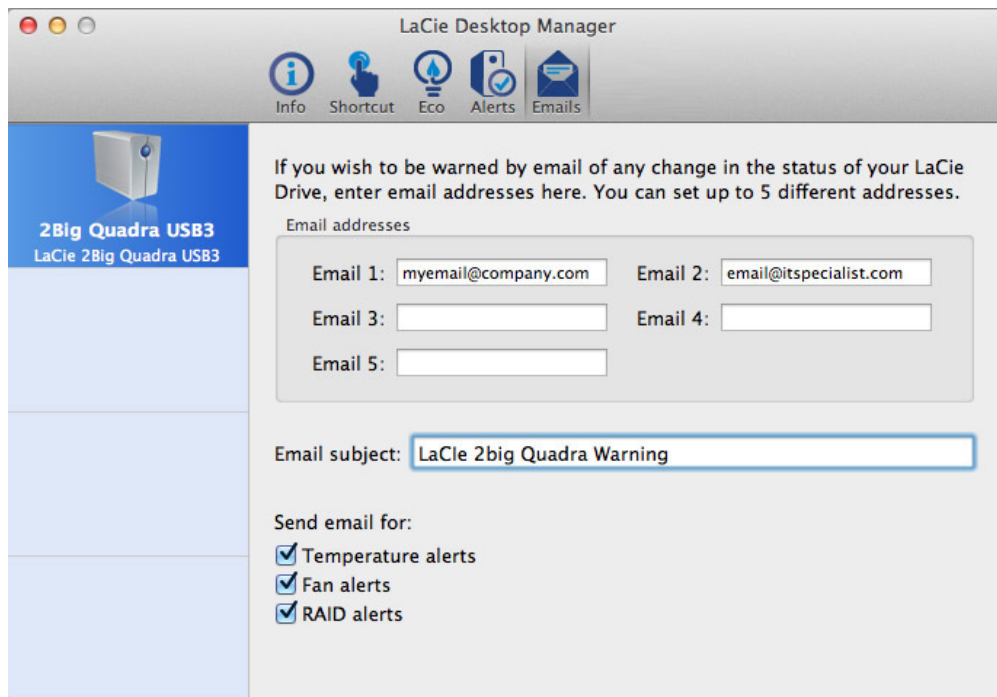 LaCie Desktop Manager
Info Shortcut Eco Alerts Emails
2Big Quadra USB3
LaCie 2Big Quadra USB3
If you wish to be warned by email of any change in the status of your LaCie
Drive, enter email addresses here. You can set up to 5 different addresses.
Email addresses
Email 1: myemail@company.com Email 2: email@itspecialist.com
Email 3: Email 4:
Email 5:
Email subject: LaCIe 2big Quadra Warning
Send email for:
Temperature alerts
Fan alerts
RAID alerts